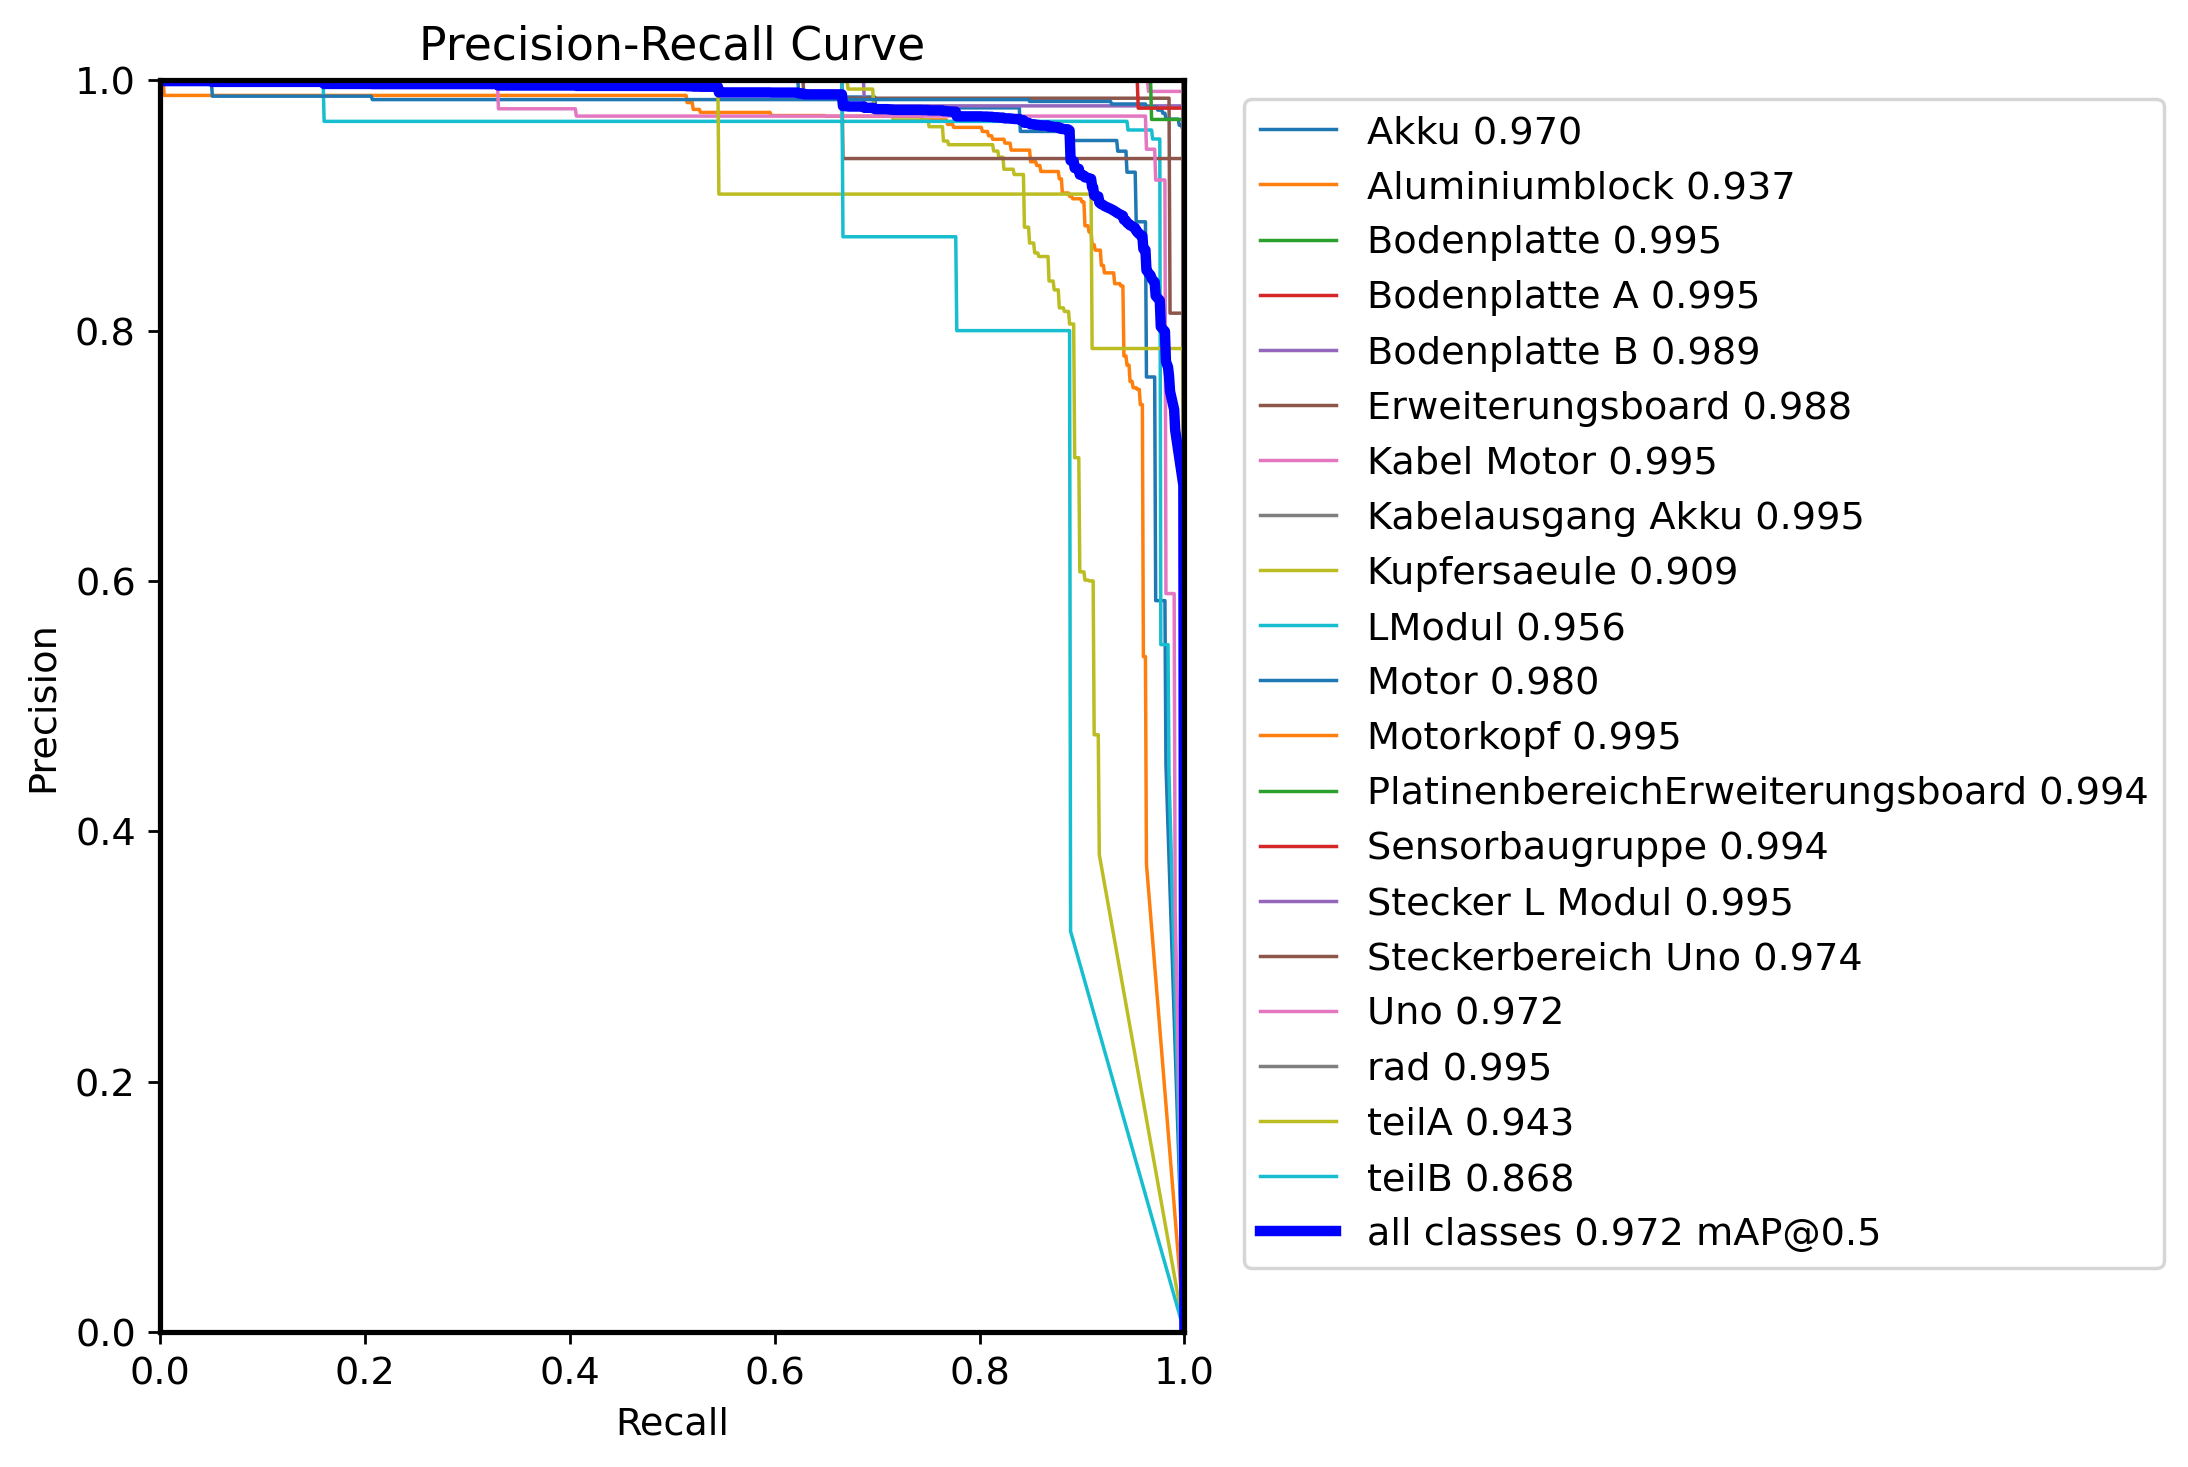 Precision-Recall Curve
1.0
0.8
0.6
0.4
0.2
0.0
Precision
0.0 0.2 0.4 0.6 0.8 1.0
Recall
Akku 0.970
Aluminiumblock 0.937
Bodenplatte 0.995
Bodenplatte A 0.995
Bodenplatte B 0.989
Erweiterungsboard 0.988
Kabel Motor 0.995
Kabelausgang Akku 0.995
Kupfersaeule 0.909
LModul 0.956
Motor 0.980
Motorkopf 0.995
PlatinenbereichErweiterungsboard 0.994
Sensorbaugruppe 0.994
Stecker L Modul 0.995
Steckerbereich Uno 0.974
Uno 0.972
rad 0.995
teilA 0.943
teilB 0.868
all classes 0.972 mAP@0.5